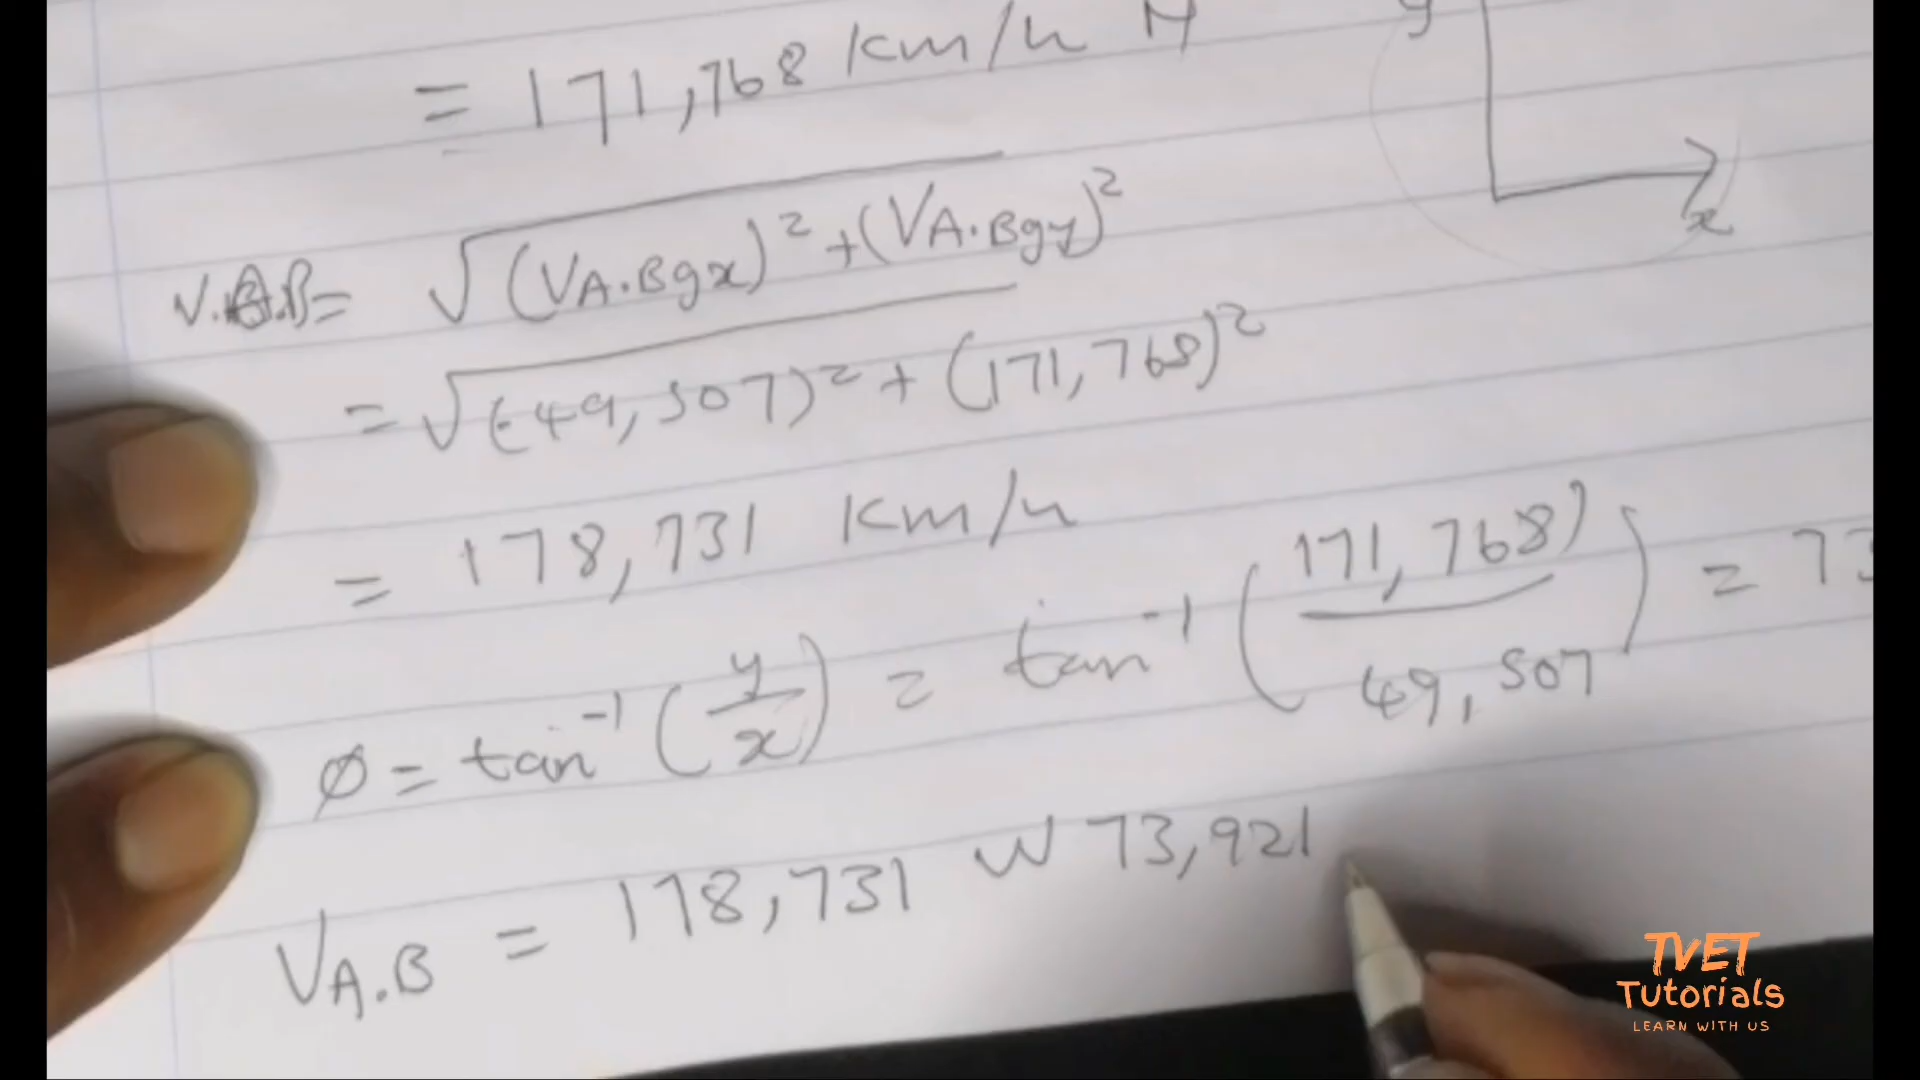 = 171,768 km/h N
y
x
V.A.B= √(VA.Bgx)² + (VA.Bgy)²
= √(-49,507)² + (171,768)²
= 178,731 km/h
Ø = tan⁻¹ (y/x) = tan⁻¹ (171,768) / 49,507) = 73
VA.B = 178,731 W 73,921
TVET
Tutorials
LEARN WITH US